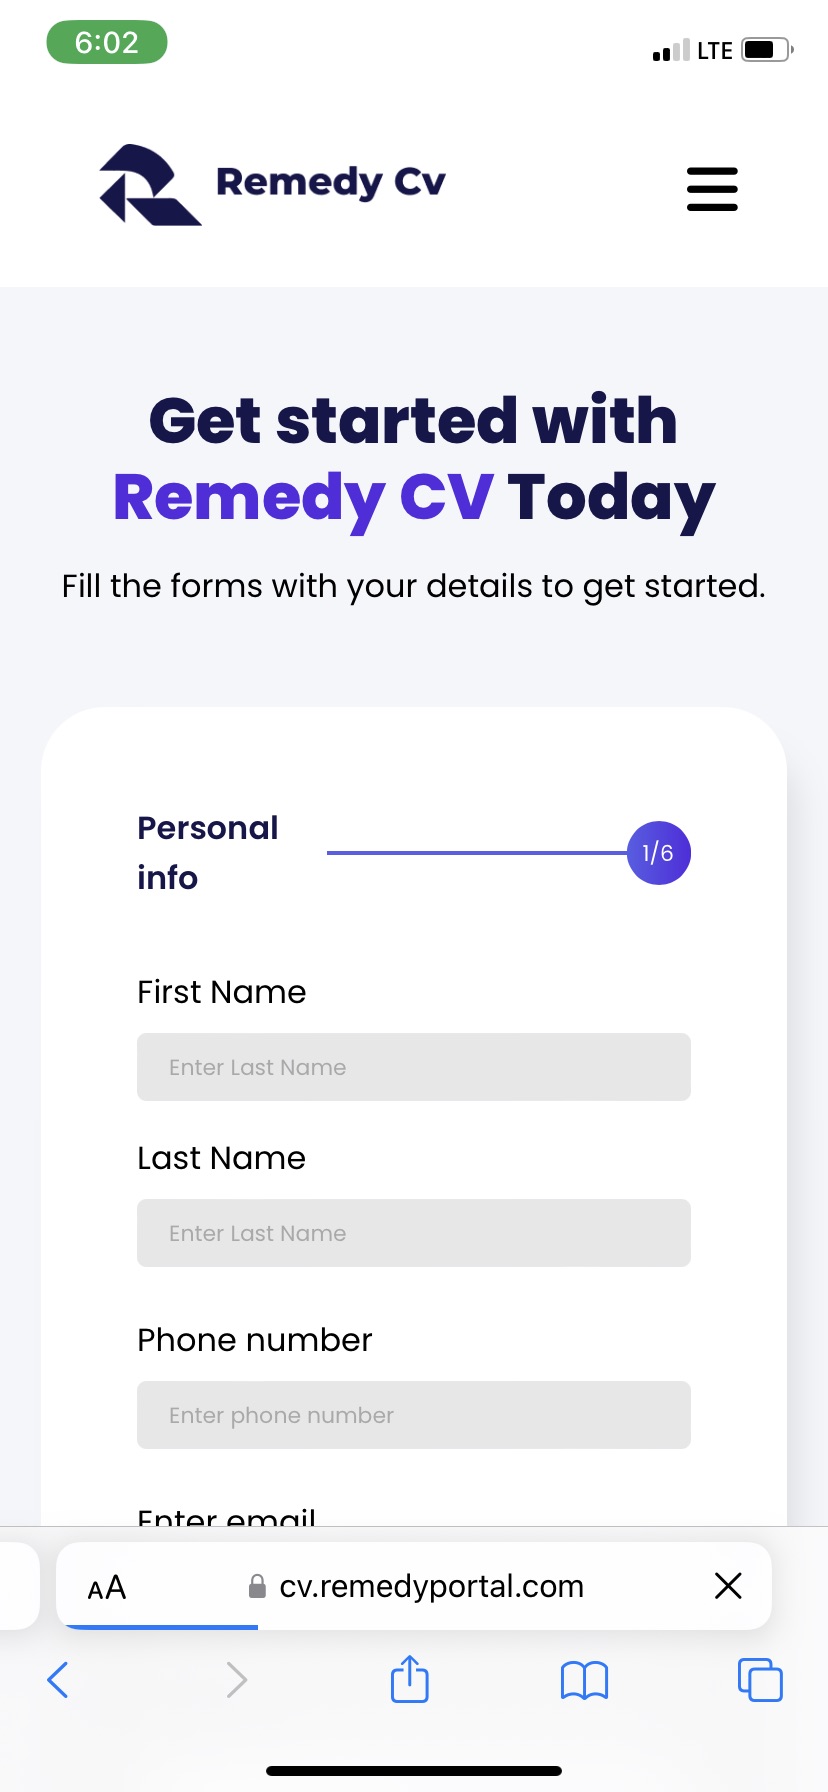 6:02
LTE
Remedy Cv
Get started with
Remedy CV Today
Fill the forms with your details to get started.
Personal
info
1/6
First Name
Enter Last Name
Last Name
Enter Last Name
Phone number
Enter phone number
Enter email
AA
cv.remedyportal.com